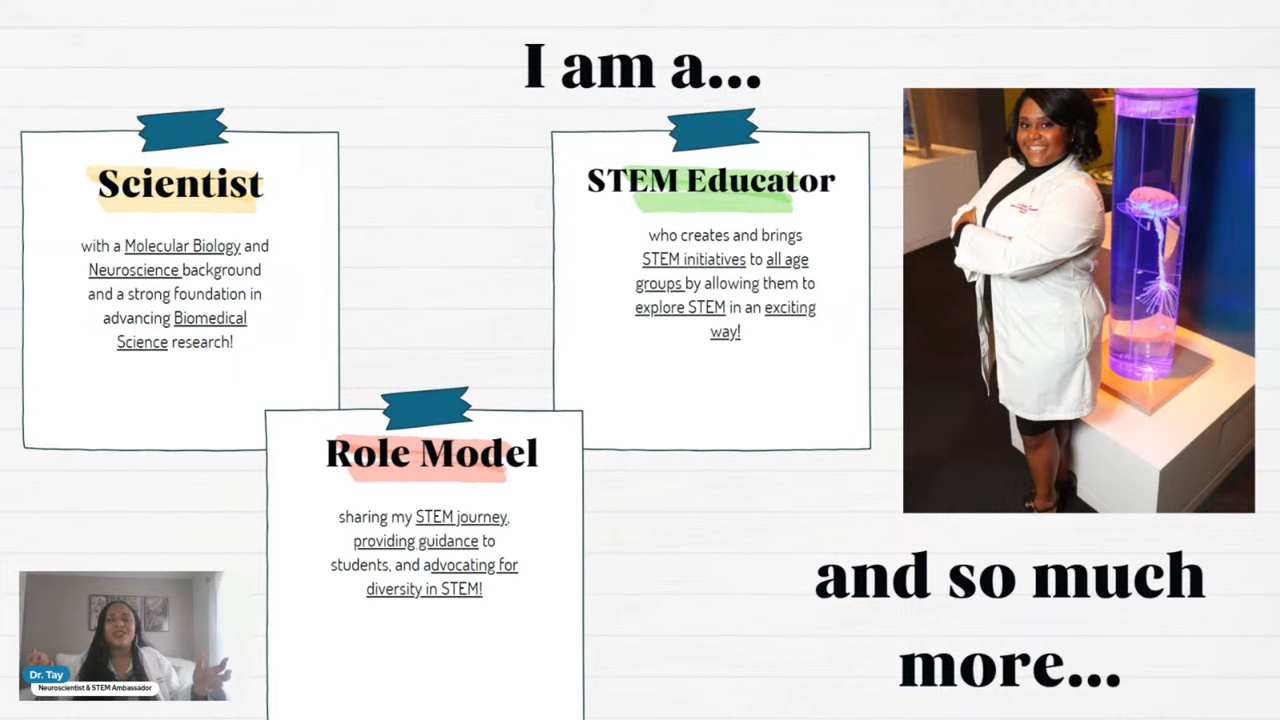 I am a...
Scientist
with a Molecular Biology and
Neuroscience background
and a strong foundation in
advancing Biomedical
Science research!
STEM Educator
who creates and brings
STEM initiatives to all age
groups by allowing them to
explore STEM in an exciting
way!
Role Model
sharing my STEM journey,
providing guidance to
students, and advocating for
diversity in STEM!
and so much
more...
Dr. Tay
Neuroscientist & STEM Ambassador